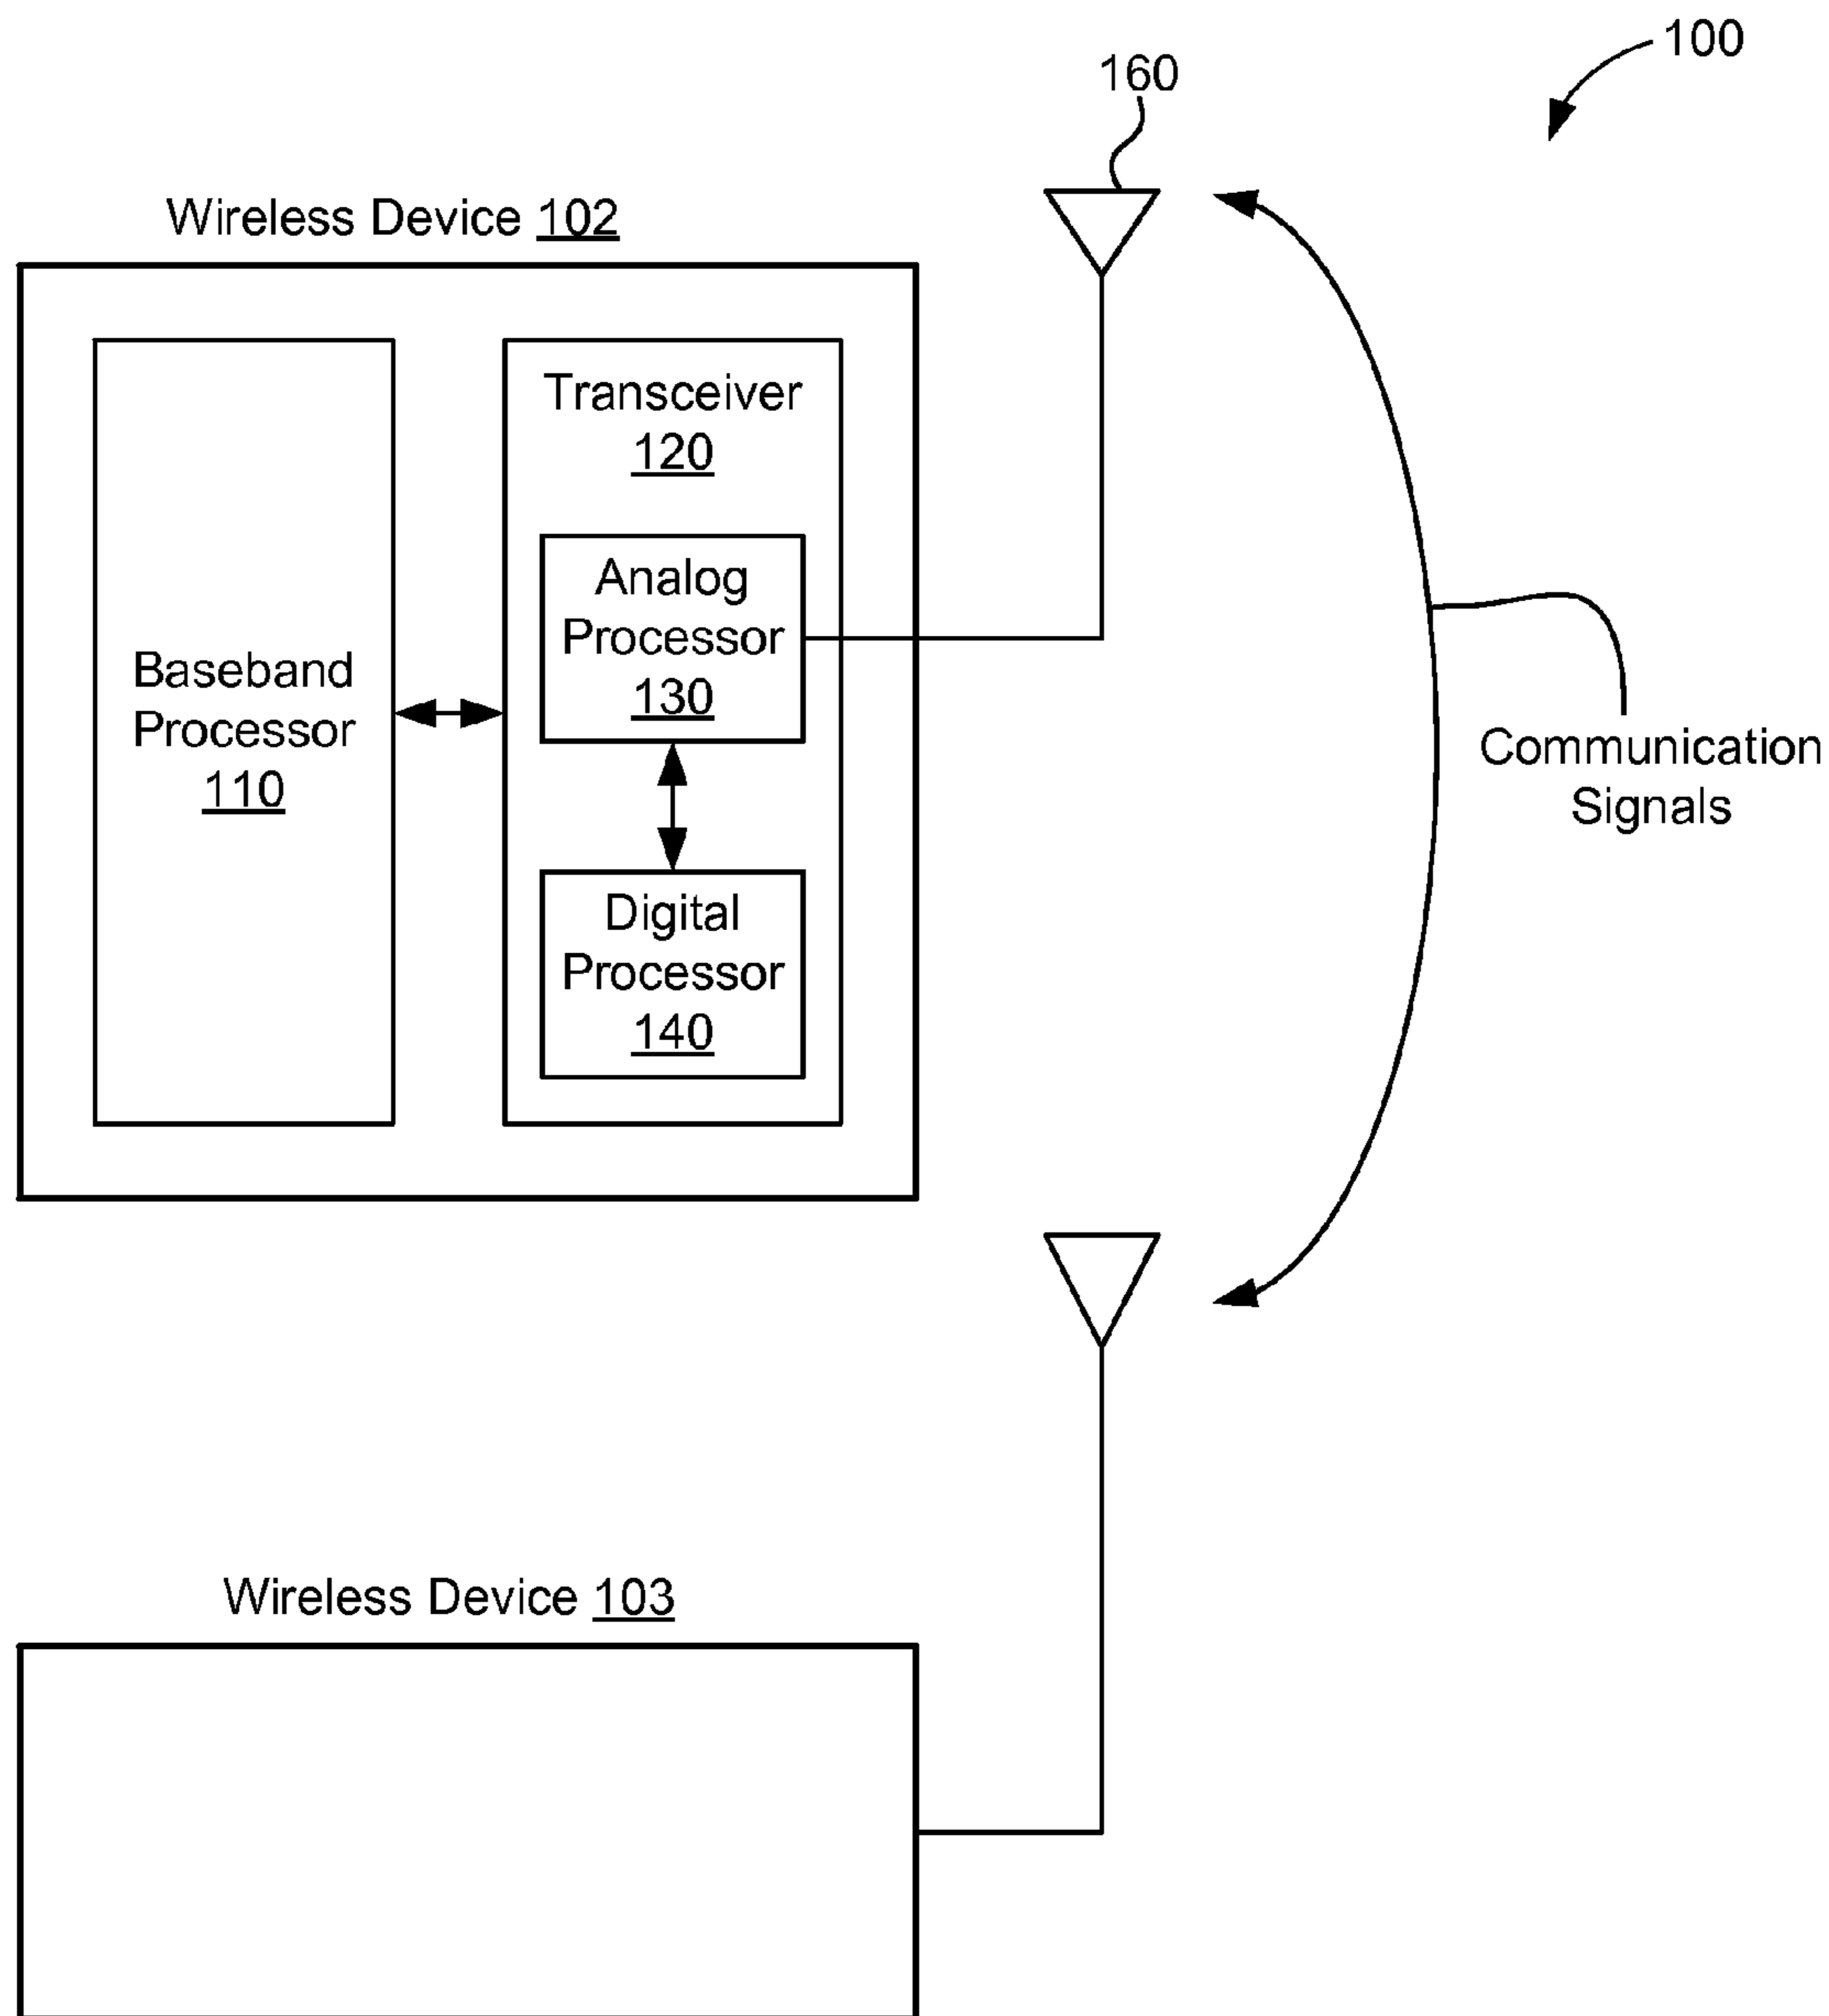 100
160
Wireless Device 102
Transceiver
120
Analog
Processor
130
Baseband
Processor
110
Communication
Signals
Digital
Processor
140
Wireless Device 103